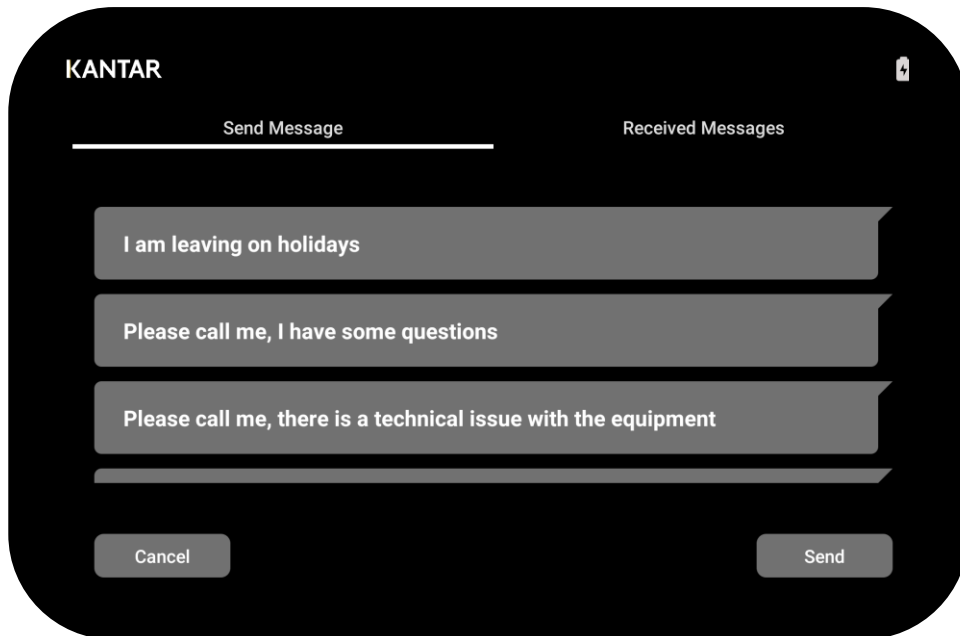 KANTAR
Send Message
Received Messages
I am leaving on holidays
Please call me, I have some questions
Please call me, there is a technical issue with the equipment
Cancel
Send